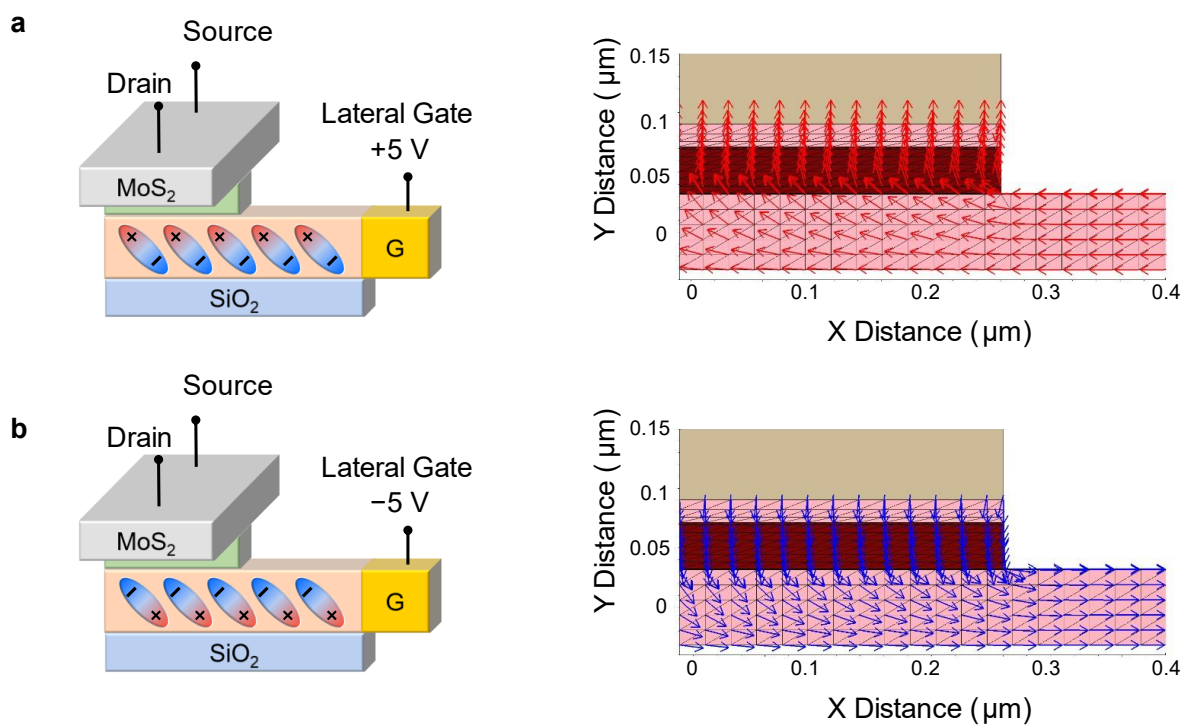 a
Source
Drain
Lateral Gate
+5 V
MoS₂
G
SiO₂
Y Distance (µm)
0.15
0.1
0.05
0
0 0.1 0.2 0.3 0.4
X Distance (µm)
b
Source
Drain
Lateral Gate
−5 V
MoS₂
G
SiO₂
Y Distance (µm)
0.15
0.1
0.05
0
0 0.1 0.2 0.3 0.4
X Distance (µm)